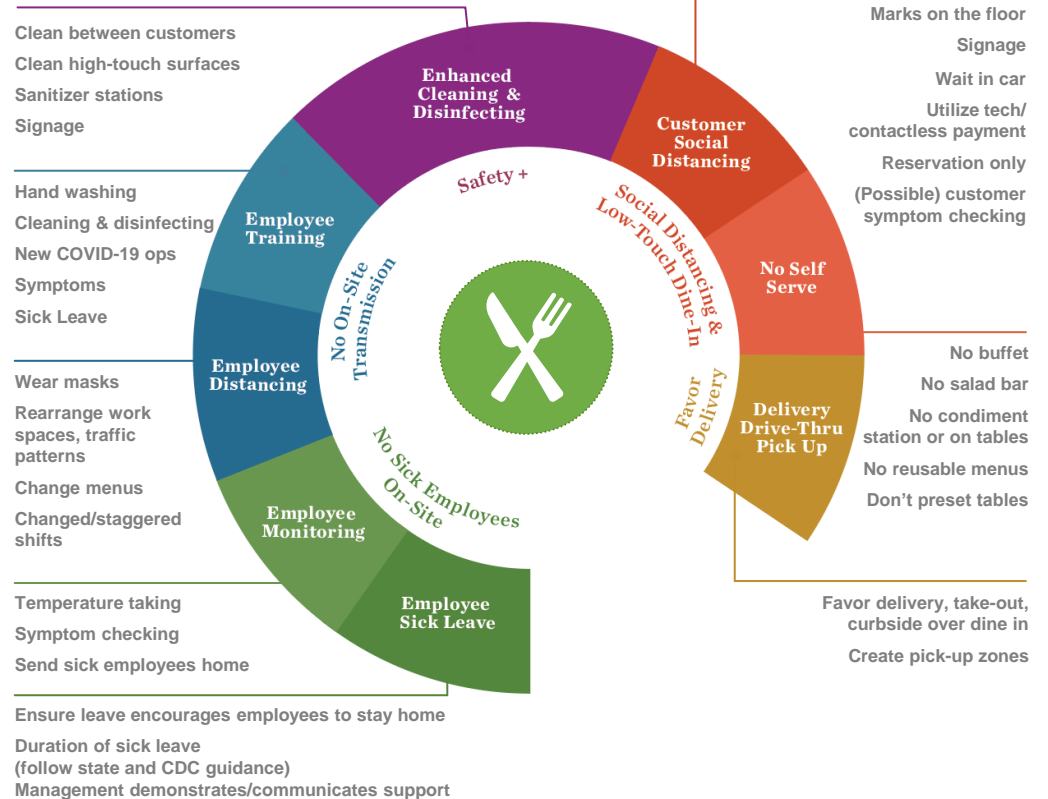 Clean between customers
Clean high-touch surfaces
Sanitizer stations
Signage
Hand washing
Cleaning & disinfecting
New COVID-19 ops
Symptoms
Sick Leave
Wear masks
Rearrange work
spaces, traffic
patterns
Change menus
Changed/staggered
shifts
Temperature taking
Symptom checking
Send sick employees home
Ensure leave encourages employees to stay home
Duration of sick leave
(follow state and CDC guidance)
Management demonstrates/communicates support
Enhanced
Cleaning &
Disinfecting
Employee
Training
Employee
Distancing
Employee
Monitoring
Employee
Sick Leave
Customer
Social
Distancing
No Self
Serve
Delivery
Drive-Thru
Pick Up
Safety +
No On-Site
Transmission
No Sick Employees
On-Site
Social Distancing &
Low-Touch Dine-In
Favor
Delivery
Marks on the floor
Signage
Wait in car
Utilize tech/
contactless payment
Reservation only
(Possible) customer
symptom checking
No buffet
No salad bar
No condiment
station or on tables
No reusable menus
Don’t preset tables
Favor delivery, take-out,
curbside over dine in
Create pick-up zones